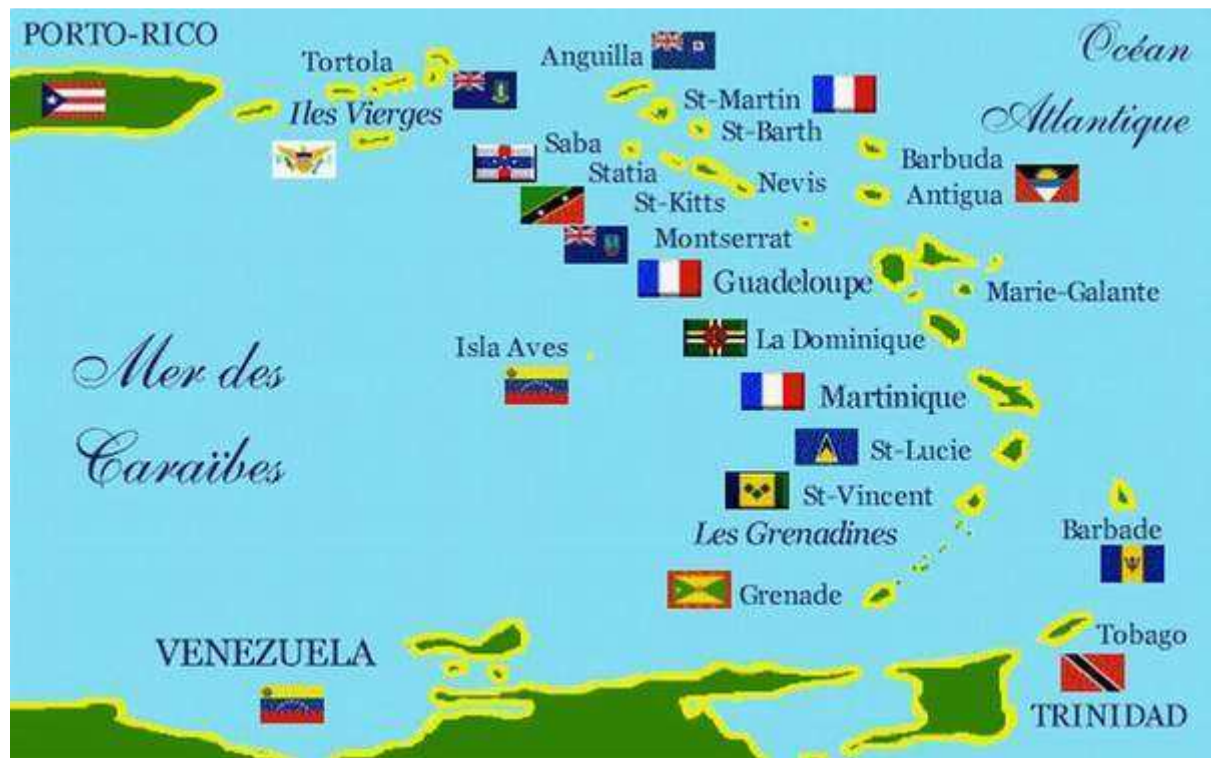 PORTO-RICO
Tortola
Iles Vierges
Anguilla
St-Martin
St-Barth
Océan
Atlantique
Saba
Statia
St-Kitts
Nevis
Barbuda
Antigua
Montserrat
Guadeloupe
Marie-Galante
La Dominique
Isla Aves
Mer des
Caraïbes
Martinique
St-Lucie
St-Vincent
Les Grenadines
Barbade
Grenade
Tobago
VENEZUELA
TRINIDAD